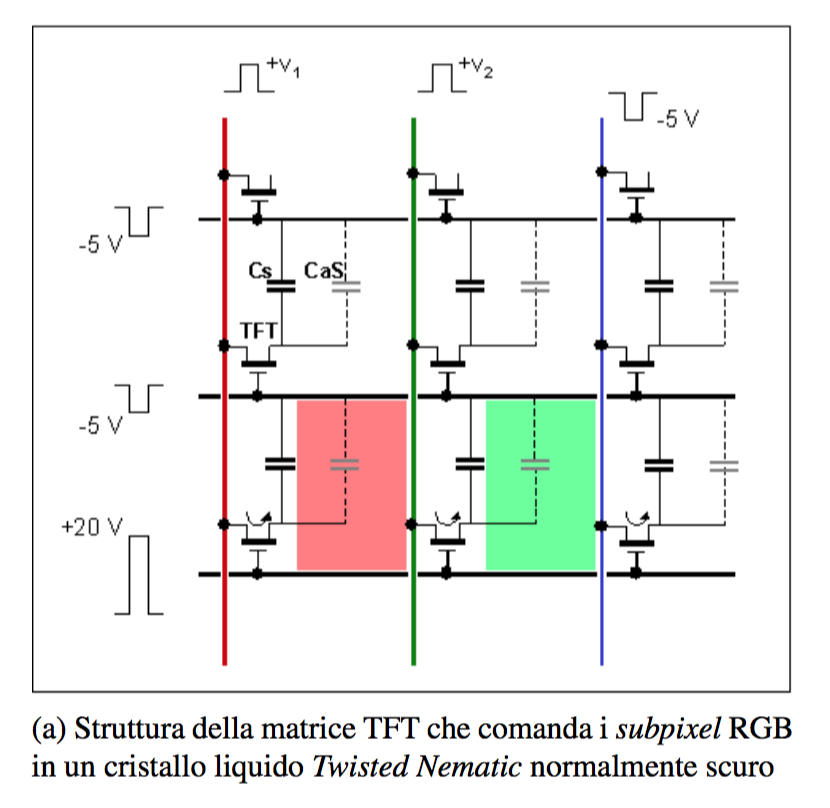 +V1
+V2
-5 V
-5 V
Cs CaS
TFT
-5 V
+20 V
(a) Struttura della matrice TFT che comanda i subpixel RGB
in un cristallo liquido Twisted Nematic normalmente scuro